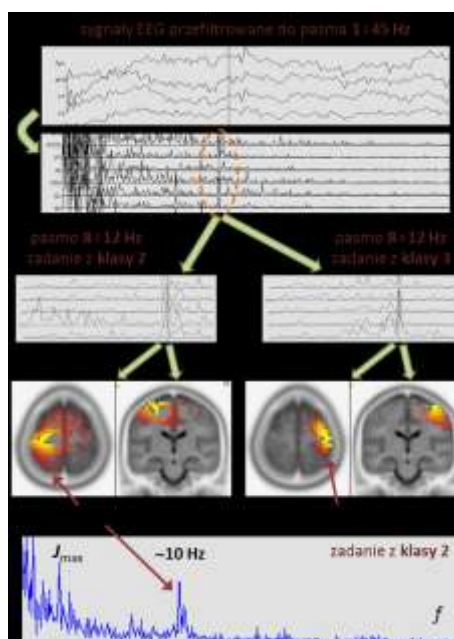 sygnały EEG przefiltrowane do pasma 1÷45 Hz
pasmo 8÷12 Hz
zadanie z klasy 2
pasmo 8÷12 Hz
zadanie z klasy 3
Jmax
~10 Hz
zadanie z klasy 2
f